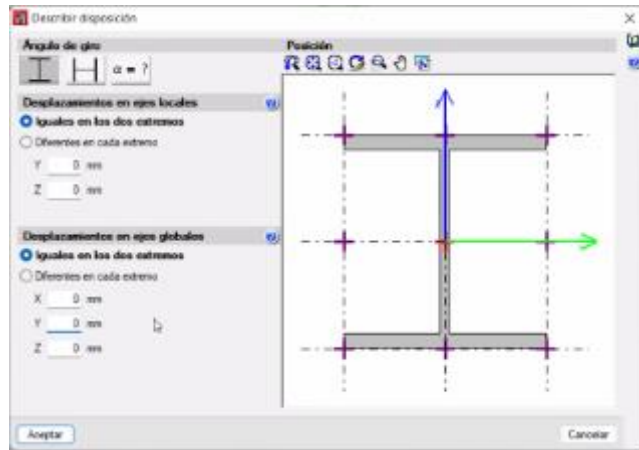 Describir disposición
Ángulo de giro
α = ?
Desplazamientos en ejes locales
Iguales en los dos extremos
Diferentes en cada extremo
Y 0 mm
Z 0 mm
Desplazamientos en ejes globales
Iguales en los dos extremos
Diferentes en cada extremo
X 0 mm
Y 0 mm
Z 0 mm
Posición
Aceptar
Cancelar